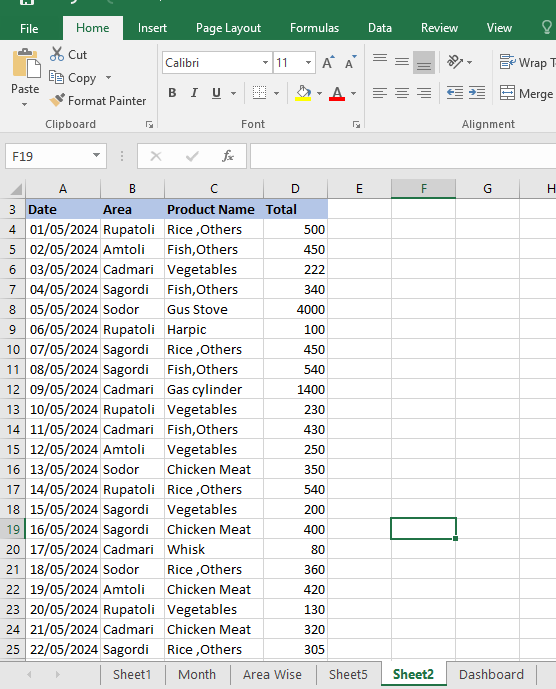 File Home Insert Page Layout Formulas Data Review View
Cut
Copy
Format Painter
Paste
Clipboard
Calibri 11 A A
B I U A
Font
Wrap T
Merge
Alignment
F19 fx
A B C D E F G H
3 Date Area Product Name Total
4 01/05/2024 Rupatoli Rice ,Others 500
5 02/05/2024 Amtoli Fish,Others 450
6 03/05/2024 Cadmari Vegetables 222
7 04/05/2024 Sagordi Fish,Others 340
8 05/05/2024 Sodor Gus Stove 4000
9 06/05/2024 Rupatoli Harpic 100
10 07/05/2024 Sagordi Rice ,Others 450
11 08/05/2024 Sagordi Fish,Others 540
12 09/05/2024 Cadmari Gas cylinder 1400
13 10/05/2024 Rupatoli Vegetables 230
14 11/05/2024 Cadmari Fish,Others 430
15 12/05/2024 Amtoli Vegetables 250
16 13/05/2024 Sodor Chicken Meat 350
17 14/05/2024 Rupatoli Rice ,Others 540
18 15/05/2024 Sagordi Vegetables 200
19 16/05/2024 Sagordi Chicken Meat 400
20 17/05/2024 Cadmari Whisk 80
21 18/05/2024 Sodor Rice ,Others 360
22 19/05/2024 Amtoli Chicken Meat 420
23 20/05/2024 Rupatoli Vegetables 130
24 21/05/2024 Cadmari Chicken Meat 320
25 22/05/2024 Sagordi Rice ,Others 305
Sheet1 Month Area Wise Sheet5 Sheet2 Dashboard